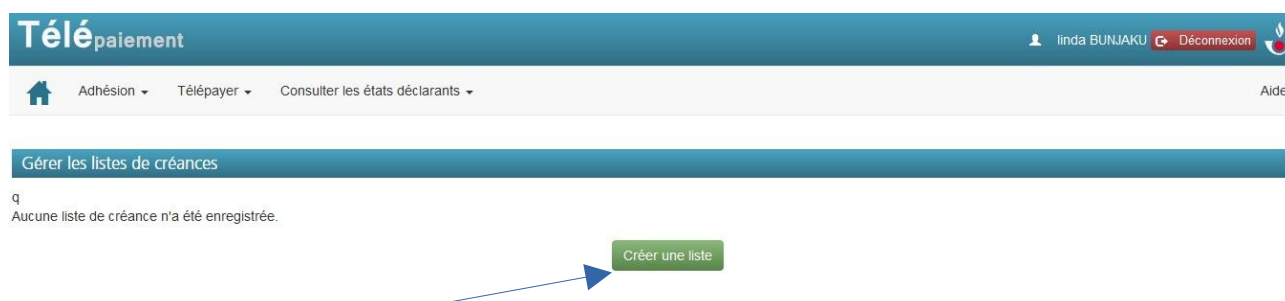 Télépaiement
linda BUNJAKU Déconnexion
Adhésion Télépayer Consulter les états déclarants Aide
Gérer les listes de créances
q
Aucune liste de créance n'a été enregistrée.
Créer une liste